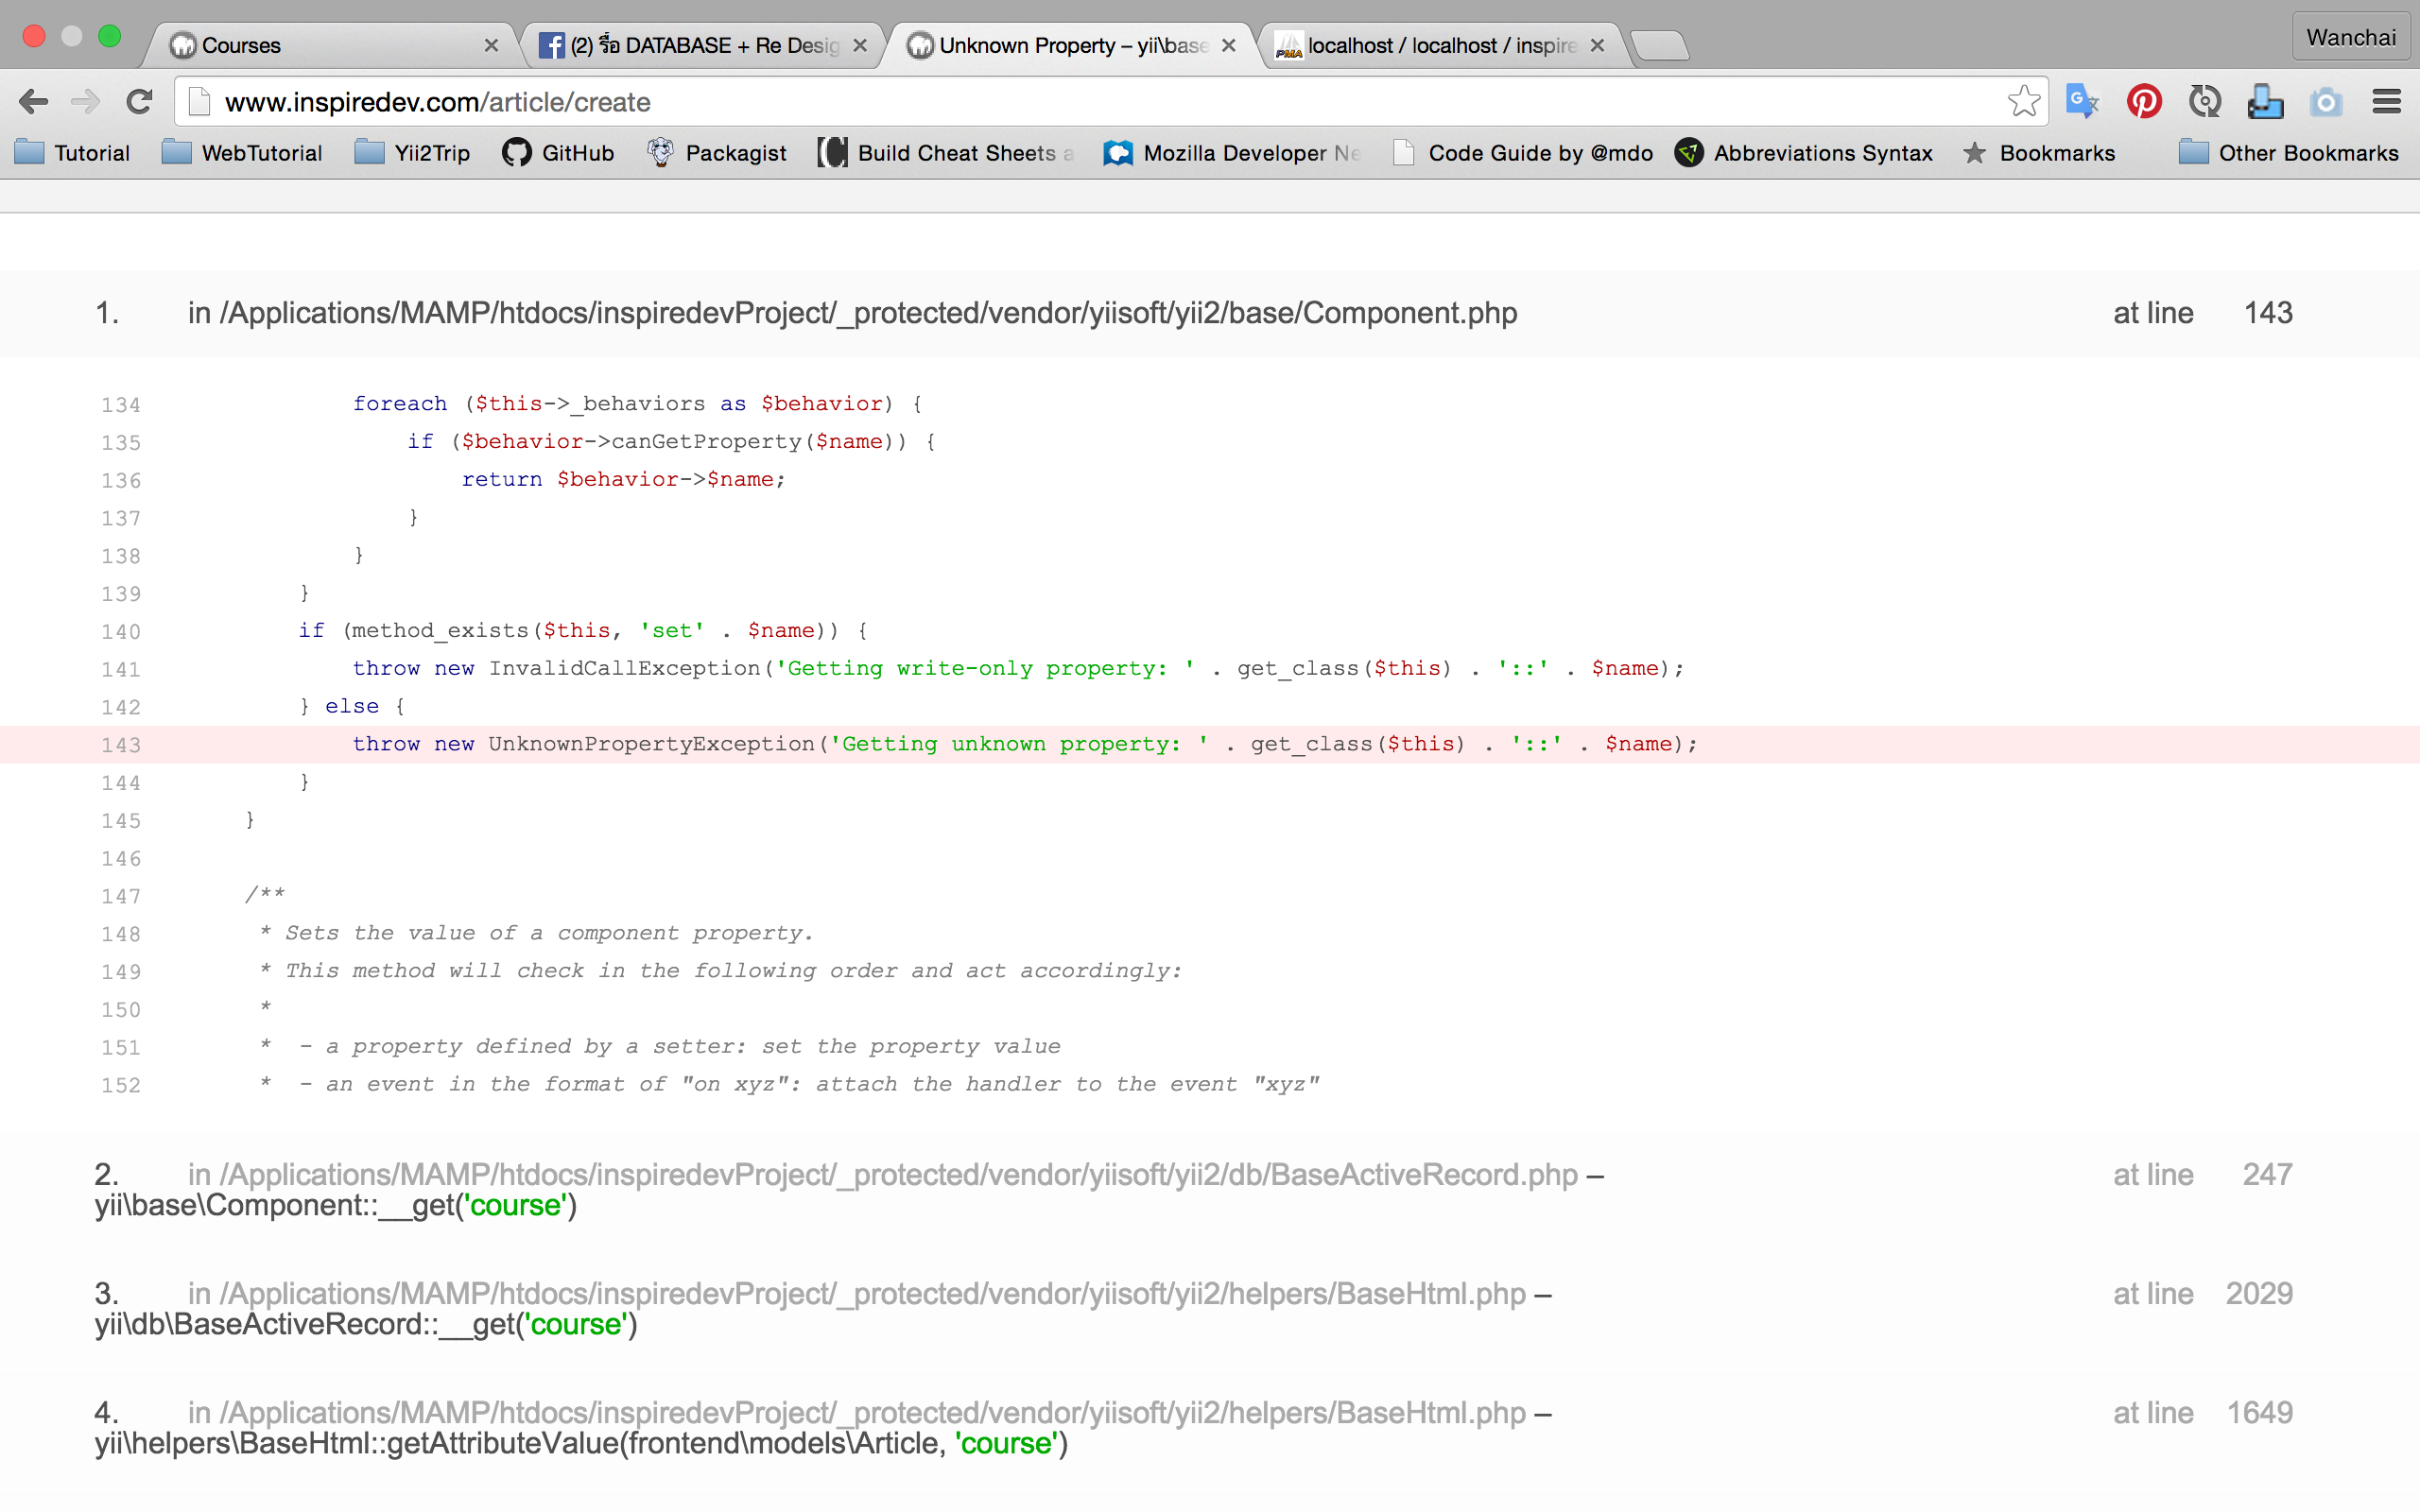 Courses
(2) รื้อ DATABASE + Re Desig
Unknown Property – yii\base
localhost / localhost / inspire
Wanchai
www.inspiredev.com/article/create
Tutorial WebTutorial Yii2Trip GitHub Packagist Build Cheat Sheets a Mozilla Developer Ne Code Guide by @mdo Abbreviations Syntax Bookmarks Other Bookmarks
1. in /Applications/MAMP/htdocs/inspiredevProject/_protected/vendor/yiisoft/yii2/base/Component.php at line 143
134 foreach ($this->_behaviors as $behavior) {
135 if ($behavior->canGetProperty($name)) {
136 return $behavior->$name;
137 }
138 }
139 }
140 if (method_exists($this, 'set' . $name)) {
141 throw new InvalidCallException('Getting write-only property: ' . get_class($this) . '::' . $name);
142 } else {
143 throw new UnknownPropertyException('Getting unknown property: ' . get_class($this) . '::' . $name);
144 }
145 }
146
147 /**
148 * Sets the value of a component property.
149 * This method will check in the following order and act accordingly:
150 *
151 * - a property defined by a setter: set the property value
152 * - an event in the format of "on xyz": attach the handler to the event "xyz"
2. in /Applications/MAMP/htdocs/inspiredevProject/_protected/vendor/yiisoft/yii2/db/BaseActiveRecord.php – at line 247
yii\base\Component::__get('course')
3. in /Applications/MAMP/htdocs/inspiredevProject/_protected/vendor/yiisoft/yii2/helpers/BaseHtml.php – at line 2029
yii\db\BaseActiveRecord::__get('course')
4. in /Applications/MAMP/htdocs/inspiredevProject/_protected/vendor/yiisoft/yii2/helpers/BaseHtml.php – at line 1649
yii\helpers\BaseHtml::getAttributeValue(frontend\models\Article, 'course')